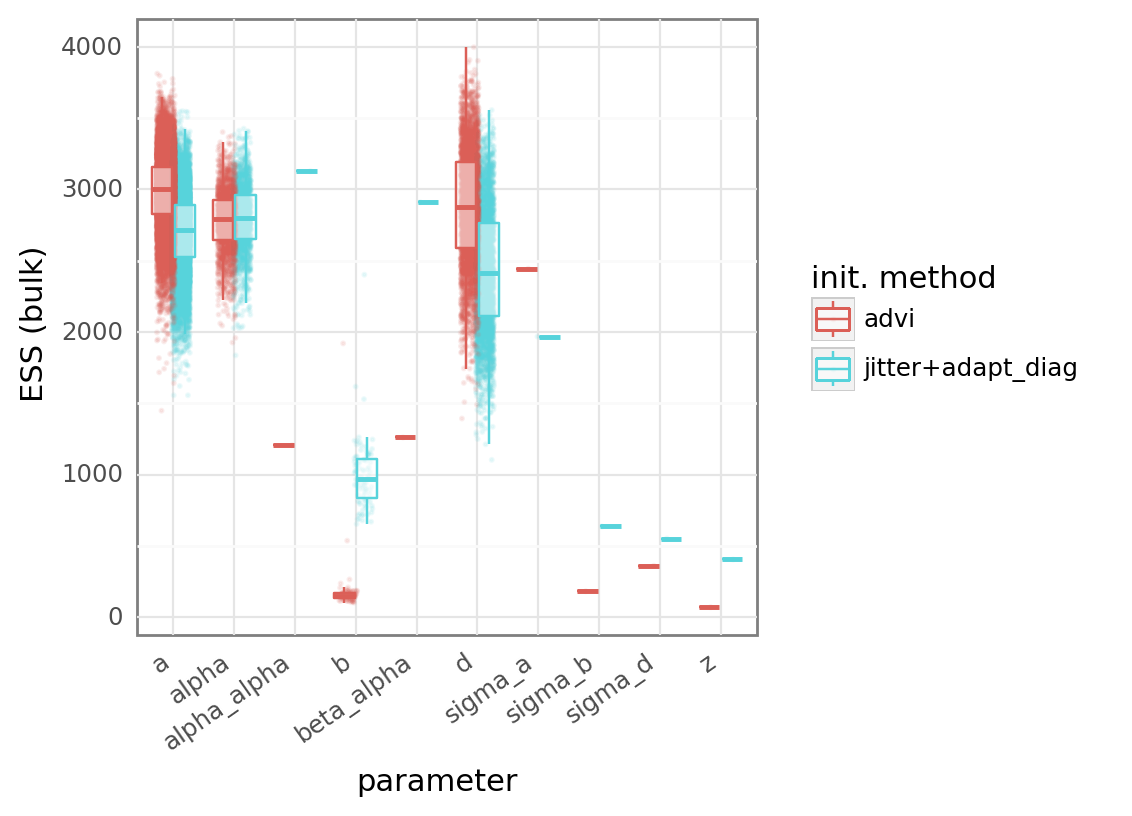 ESS (bulk)
4000
3000
2000
1000
0
a
alpha
alpha_alpha
b
beta_alpha
d
sigma_a
sigma_b
sigma_d
z
parameter
init. method
advi
jitter+adapt_diag